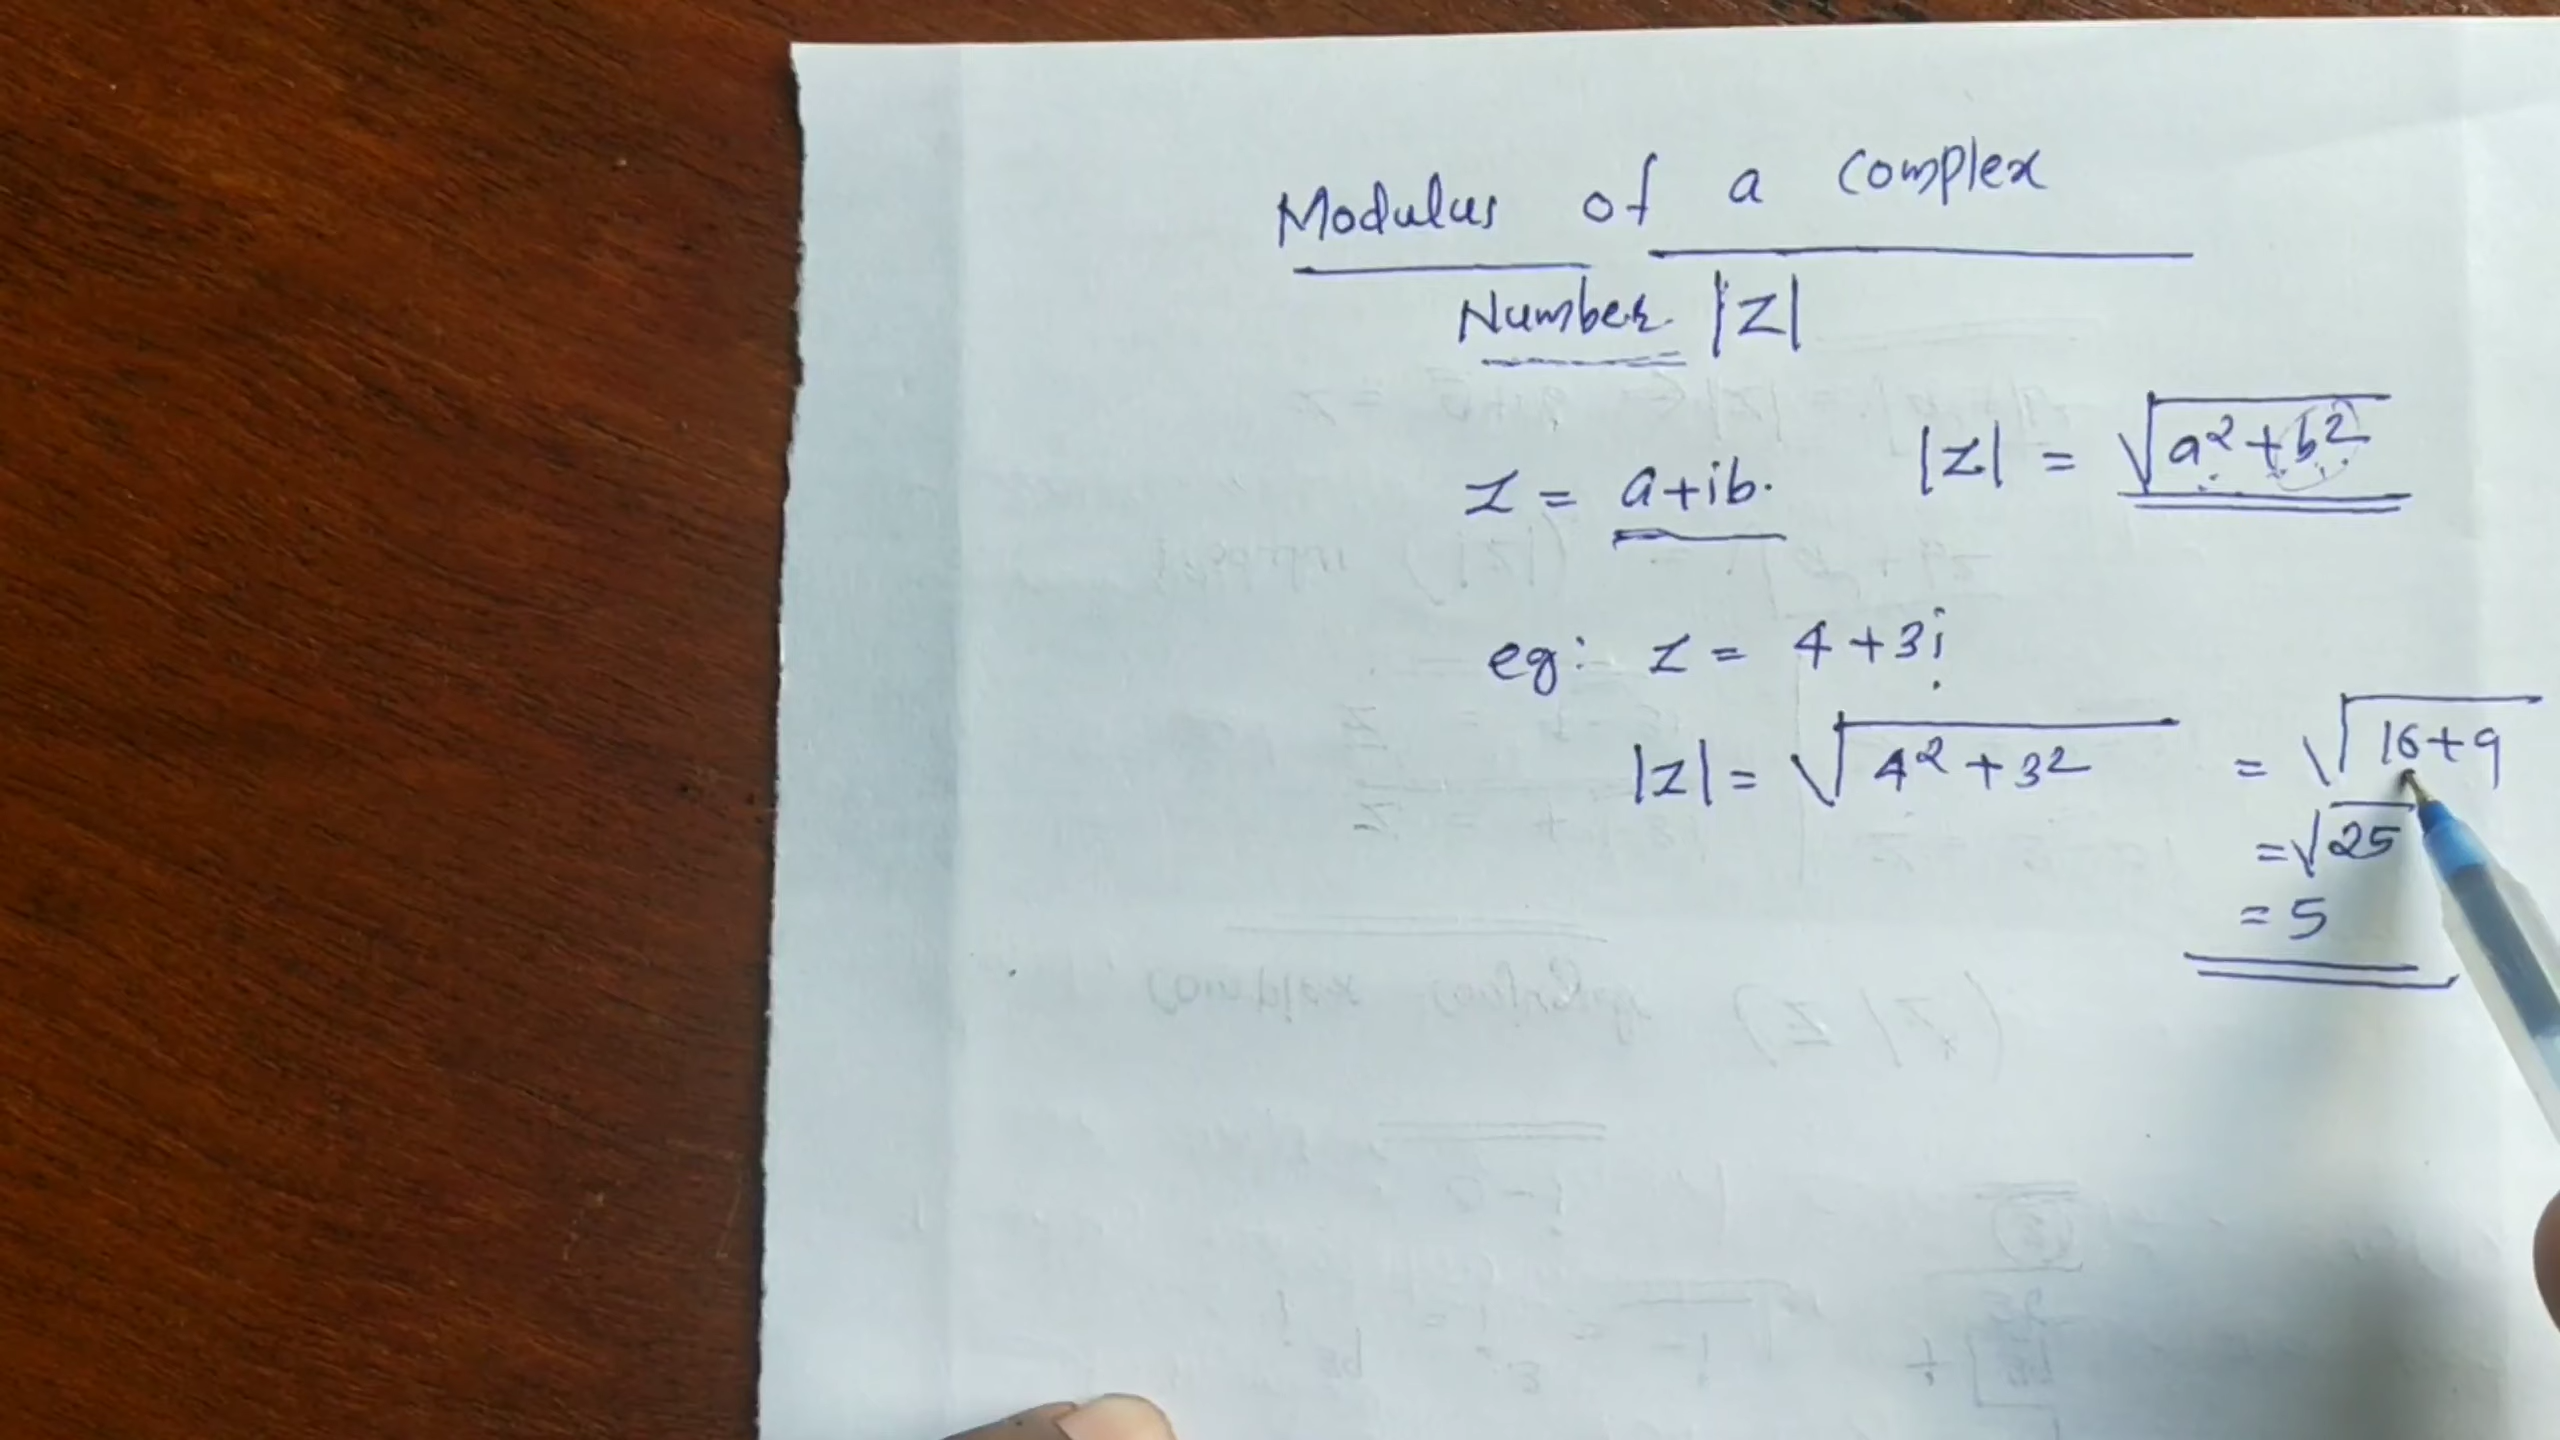 Modulus of a complex
Number |z|
z = a+ib. |z| = √a²+b²
eg: z = 4+3i
|z| = √4²+3² = √16+9
=√25
= 5